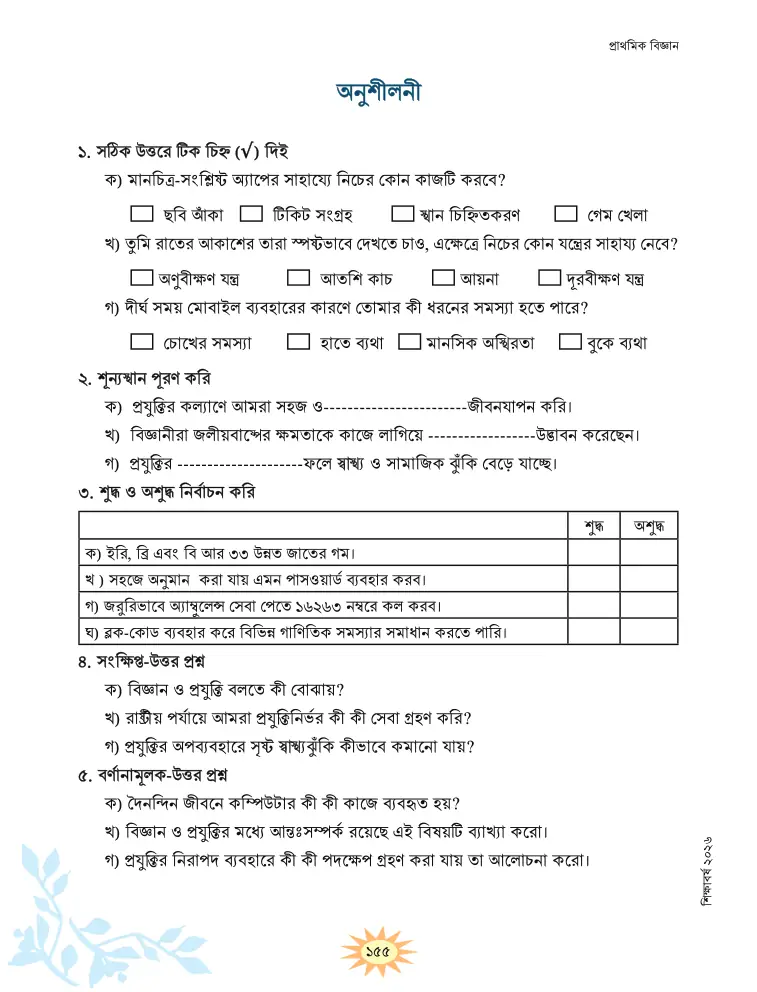 প্রাথমিক বিজ্ঞান
অনুশীলনী
১. সঠিক উত্তরে টিক চিহ্ন (√) দিই
ক) মানচিত্র-সংশ্লিষ্ট অ্যাপের সাহায্যে নিচের কোন কাজটি করবে?
ছবি আঁকা টিকিট সংগ্রহ স্থান চিহ্নিতকরণ গেম খেলা
খ) তুমি রাতের আকাশের তারা স্পষ্টভাবে দেখতে চাও, এক্ষেত্রে নিচের কোন যন্ত্রের সাহায্য নেবে?
অণুবীক্ষণ যন্ত্র আতশি কাচ আয়না দূরবীক্ষণ যন্ত্র
গ) দীর্ঘ সময় মোবাইল ব্যবহারের কারণে তোমার কী ধরনের সমস্যা হতে পারে?
চোখের সমস্যা হাতে ব্যথা মানসিক অস্থিরতা বুকে ব্যথা
২. শূন্যস্থান পূরণ করি
ক) প্রযুক্তির কল্যাণে আমরা সহজ ও------------------------জীবনযাপন করি।
খ) বিজ্ঞানীরা জলীয়বাষ্পের ক্ষমতাকে কাজে লাগিয়ে ------------------উদ্ভাবন করেছেন।
গ) প্রযুক্তির ---------------------ফলে স্বাস্থ্য ও সামাজিক ঝুঁকি বেড়ে যাচ্ছে।
৩. শুদ্ধ ও অশুদ্ধ নির্বাচন করি
শুদ্ধ অশুদ্ধ
ক) ইরি, ব্রি এবং বি আর ৩৩ উন্নত জাতের গম।
খ ) সহজে অনুমান করা যায় এমন পাসওয়ার্ড ব্যবহার করব।
গ) জরুরিভাবে অ্যাম্বুলেন্স সেবা পেতে ১৬২৬৩ নম্বরে কল করব।
ঘ) ব্লক-কোড ব্যবহার করে বিভিন্ন গাণিতিক সমস্যার সমাধান করতে পারি।
৪. সংক্ষিপ্ত-উত্তর প্রশ্ন
ক) বিজ্ঞান ও প্রযুক্তি বলতে কী বোঝায়?
খ) রাষ্ট্রীয় পর্যায়ে আমরা প্রযুক্তিনির্ভর কী কী সেবা গ্রহণ করি?
গ) প্রযুক্তির অপব্যবহারে সৃষ্ট স্বাস্থ্যঝুঁকি কীভাবে কমানো যায়?
৫. বর্ণানামূলক-উত্তর প্রশ্ন
ক) দৈনন্দিন জীবনে কম্পিউটার কী কী কাজে ব্যবহৃত হয়?
খ) বিজ্ঞান ও প্রযুক্তির মধ্যে আন্তঃসম্পর্ক রয়েছে এই বিষয়টি ব্যাখ্যা করো।
গ) প্রযুক্তির নিরাপদ ব্যবহারে কী কী পদক্ষেপ গ্রহণ করা যায় তা আলোচনা করো।
শিক্ষাবর্ষ ২০২৬
১৫৫